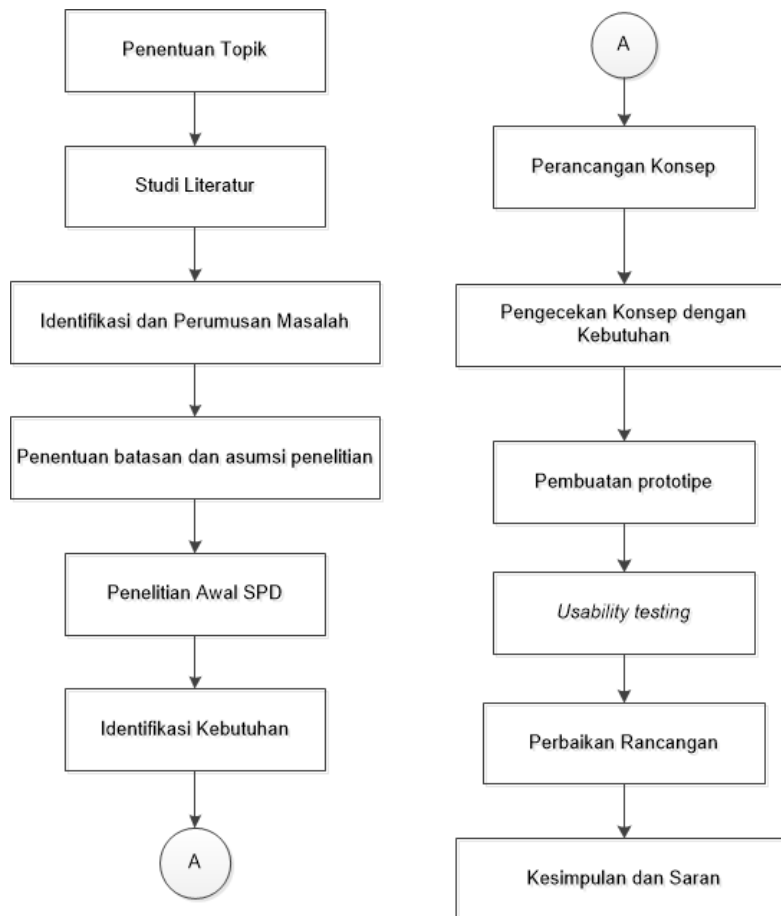 Penentuan Topik
Studi Literatur
Identifikasi dan Perumusan Masalah
Penentuan batasan dan asumsi penelitian
Penelitian Awal SPD
Identifikasi Kebutuhan
A
A
Perancangan Konsep
Pengecekan Konsep dengan
Kebutuhan
Pembuatan prototipe
Usability testing
Perbaikan Rancangan
Kesimpulan dan Saran